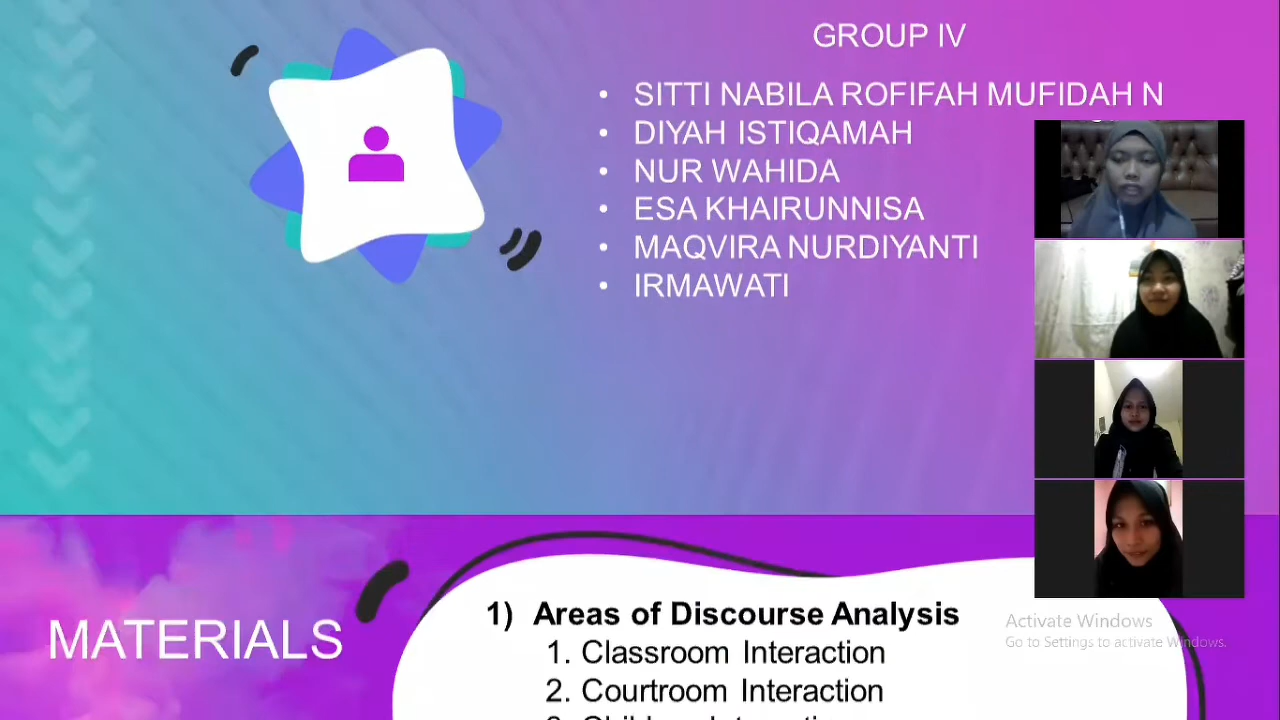 GROUP IV
• SITTI NABILA ROFIFAH MUFIDAH N
• DIYAH ISTIQAMAH
• NUR WAHIDA
• ESA KHAIRUNNISA
• MAQVIRA NURDIYANTI
• IRMAWATI
MATERIALS
1) Areas of Discourse Analysis
1. Classroom Interaction
2. Courtroom Interaction
Activate Windows
Go to Settings to activate Windows.